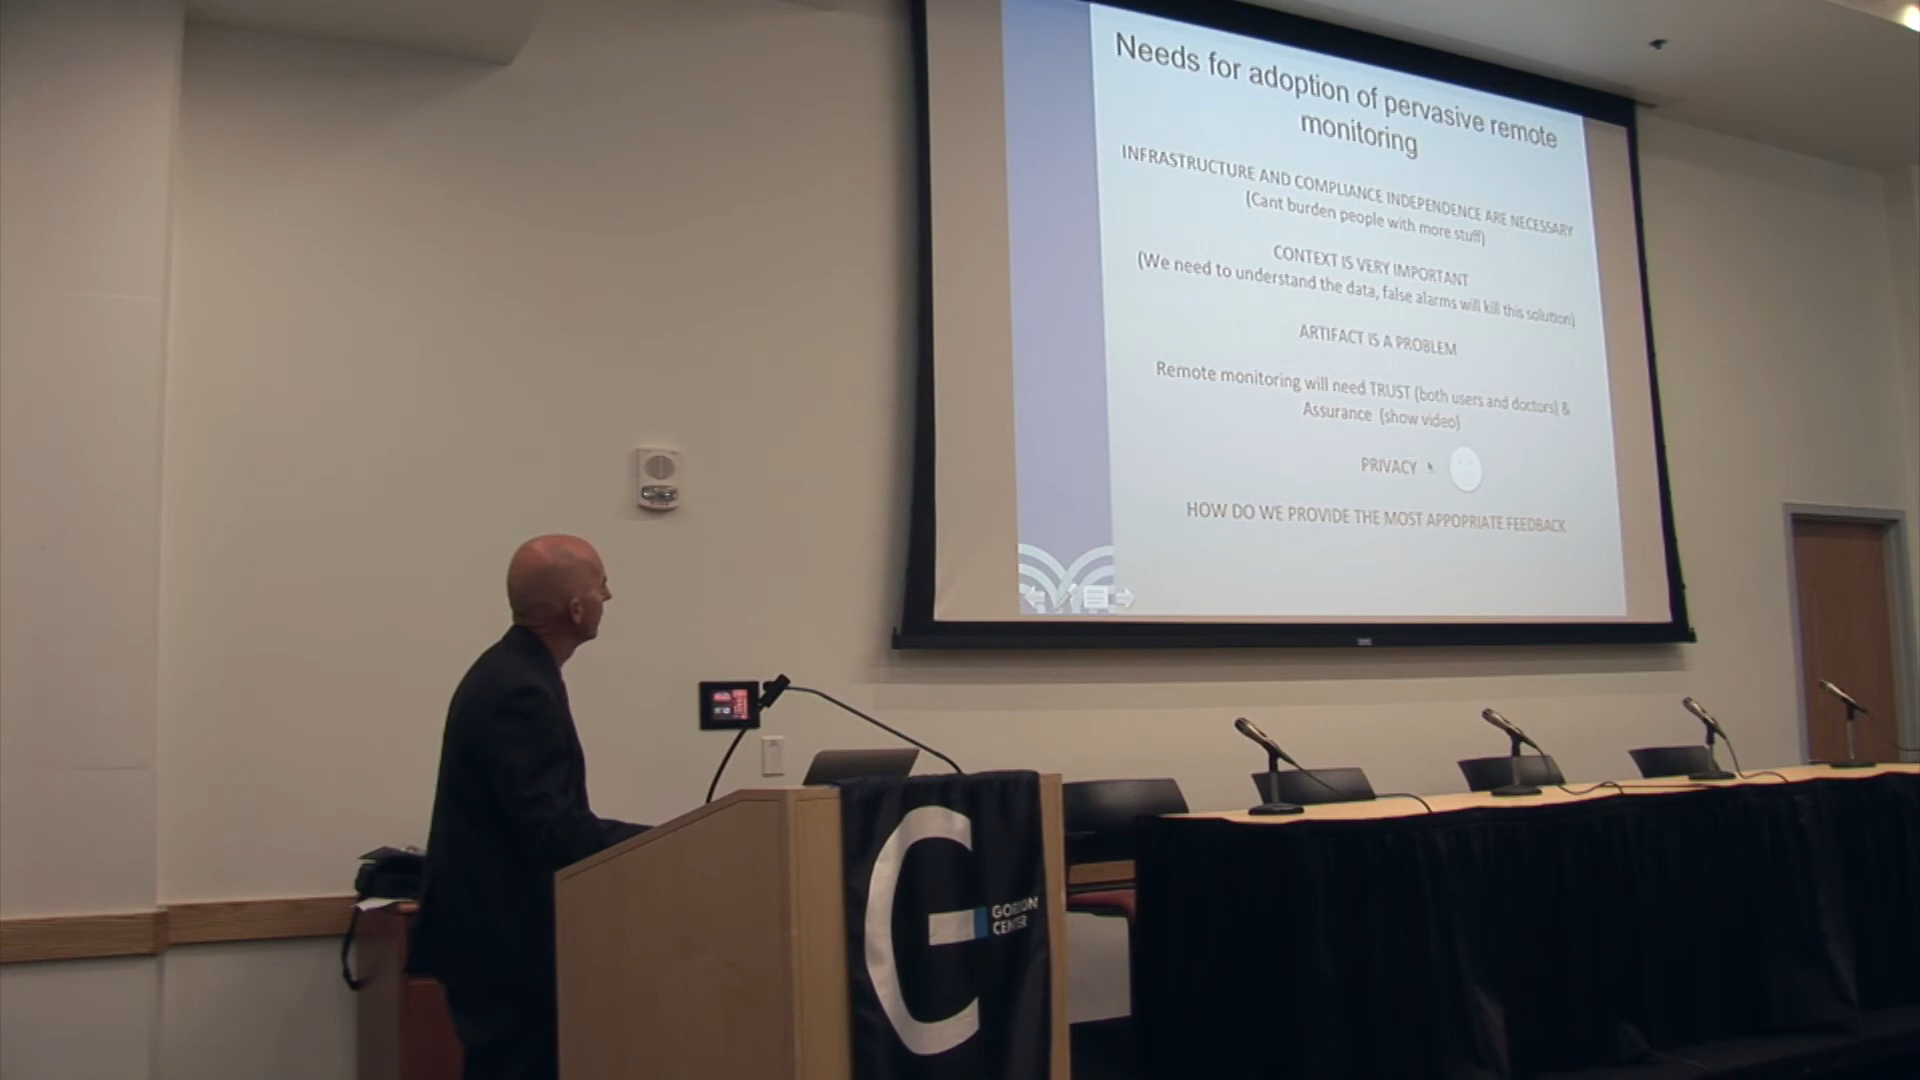 Needs for adoption of pervasive remote
monitoring
INFRASTRUCTURE AND COMPLIANCE INDEPENDENCE ARE NECESSARY
(Cant burden people with more stuff)
CONTEXT IS VERY IMPORTANT
(We need to understand the data, false alarms will kill this solution)
ARTIFACT IS A PROBLEM
Remote monitoring will need TRUST (both users and doctors) &
Assurance (show video)
PRIVACY
HOW DO WE PROVIDE THE MOST APPOPRIATE FEEDBACK
GORDON
CENTER